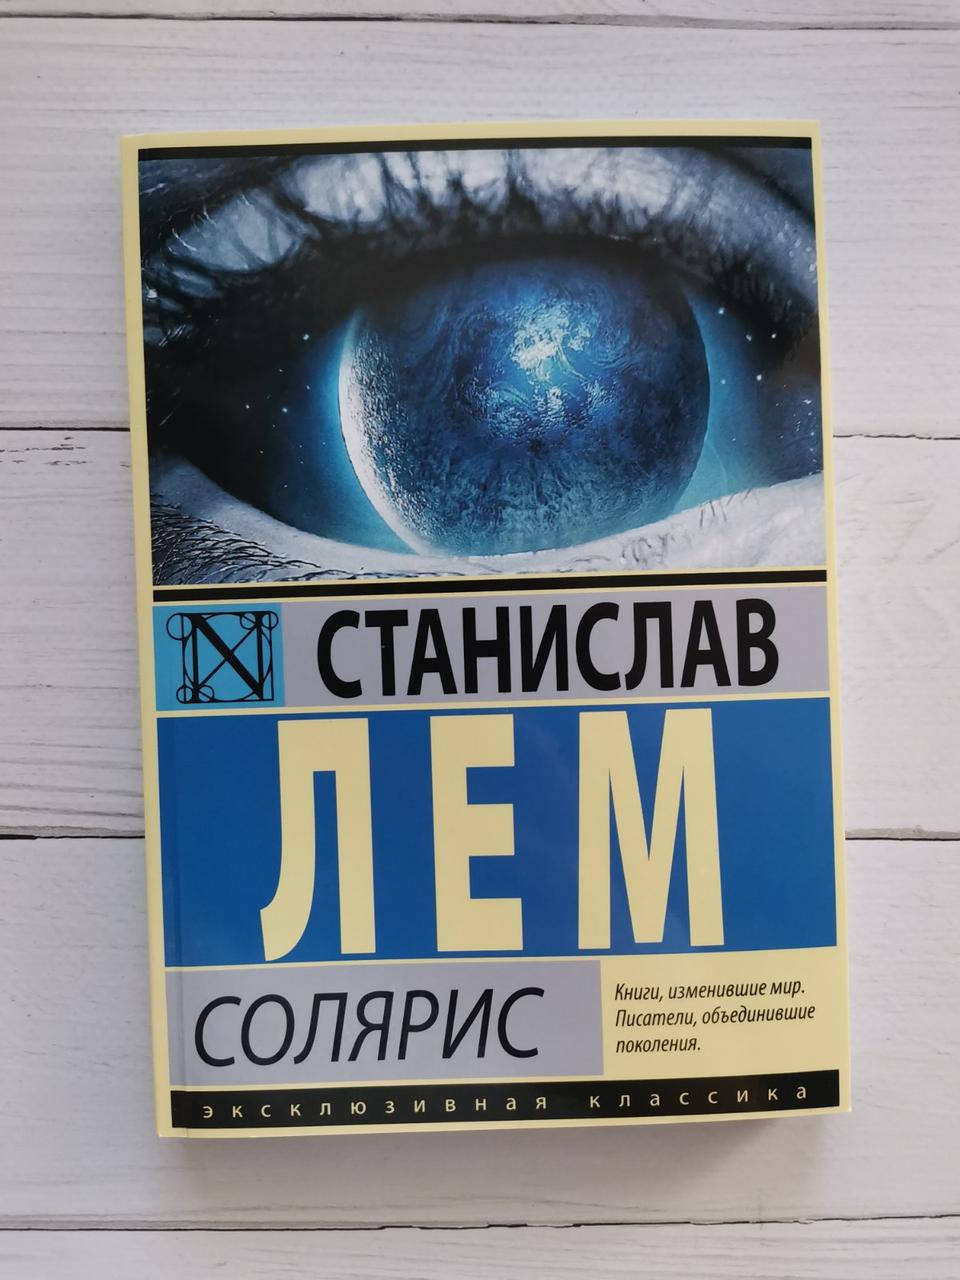 СТАНИСЛАВ
ЛЕМ
СОЛЯРИС
Книги, изменившие мир.
Писатели, объединившие
поколения.
эксклюзивная классика